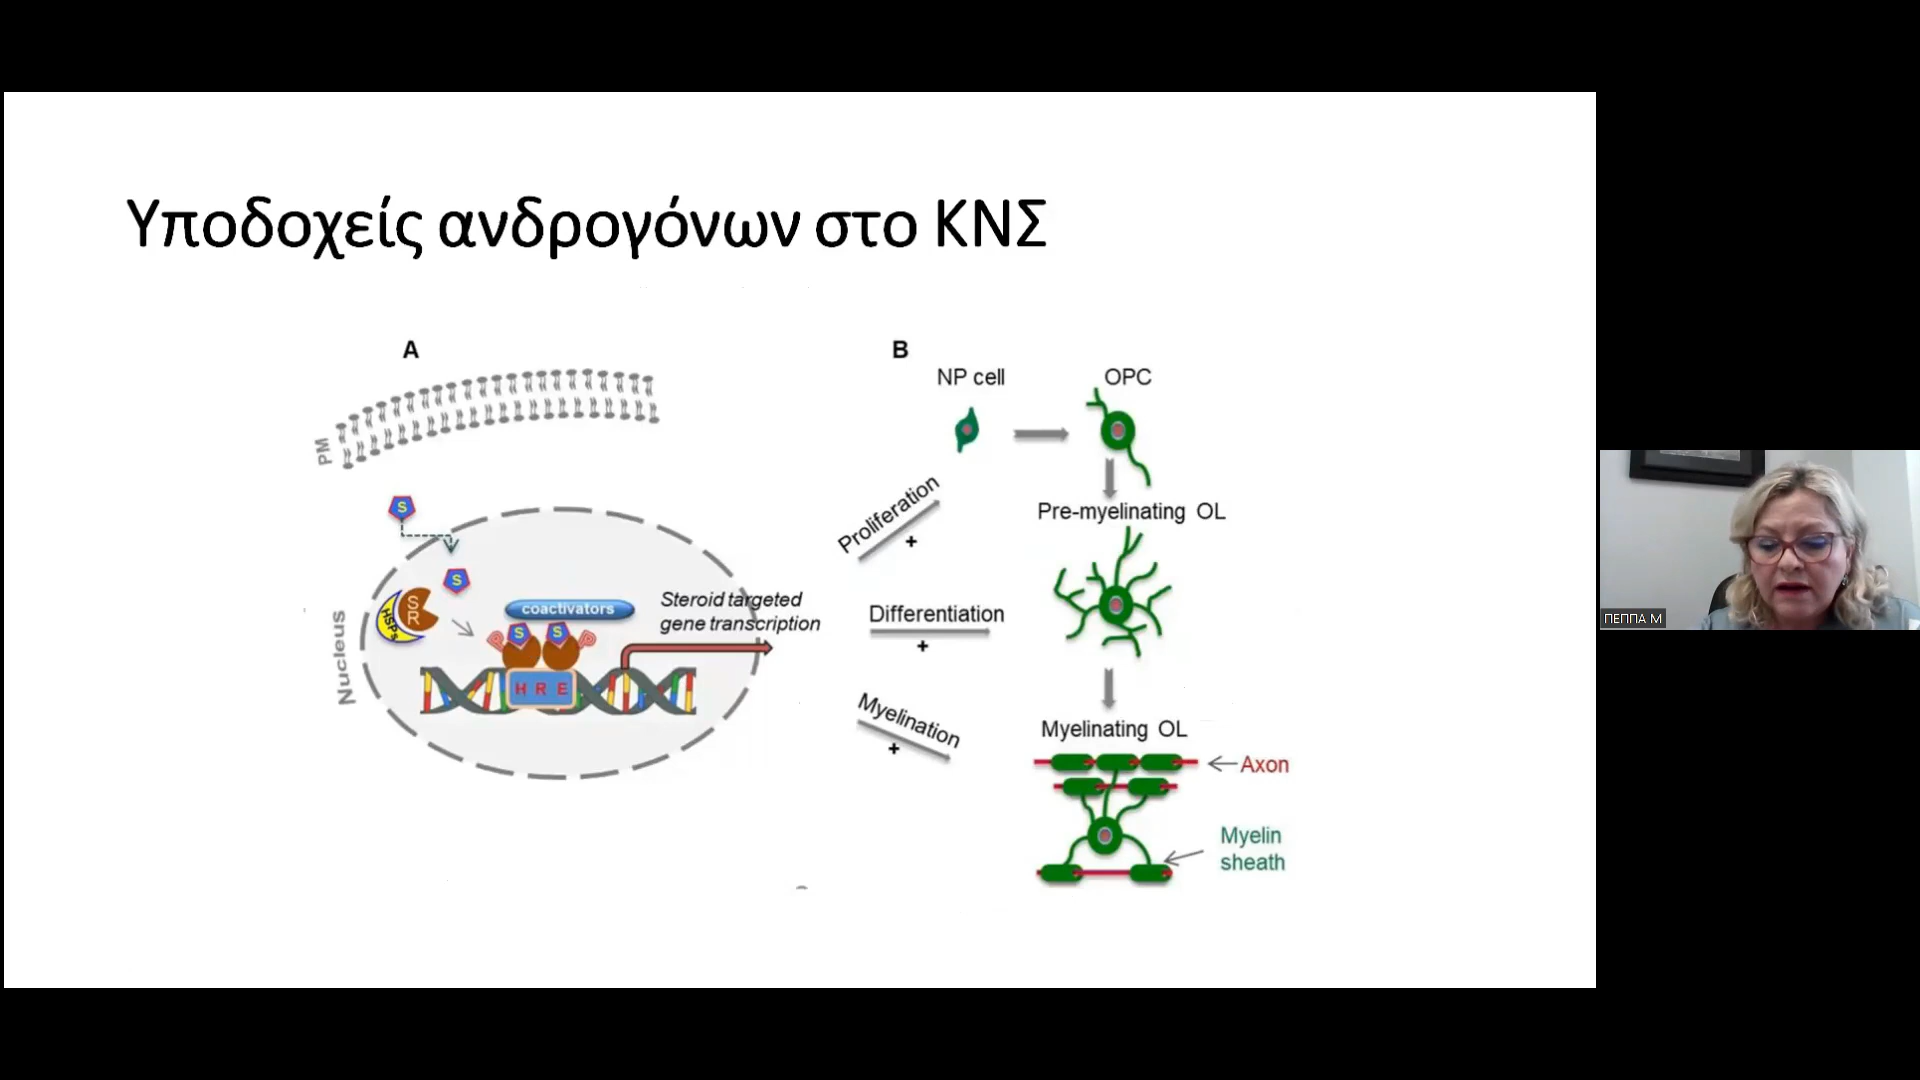 Υποδοχείς ανδρογόνων στο ΚΝΣ
A
PM
S
S
HSPs
SR
coactivators
P
S
S
P
H R E
Steroid targeted
gene transcription
Nucleus
B
NP cell
OPC
Proliferation
+
Pre-myelinating OL
Differentiation
+
Myelination
+
Myelinating OL
Axon
Myelin
sheath
ΠΕΠΠΑ Μ